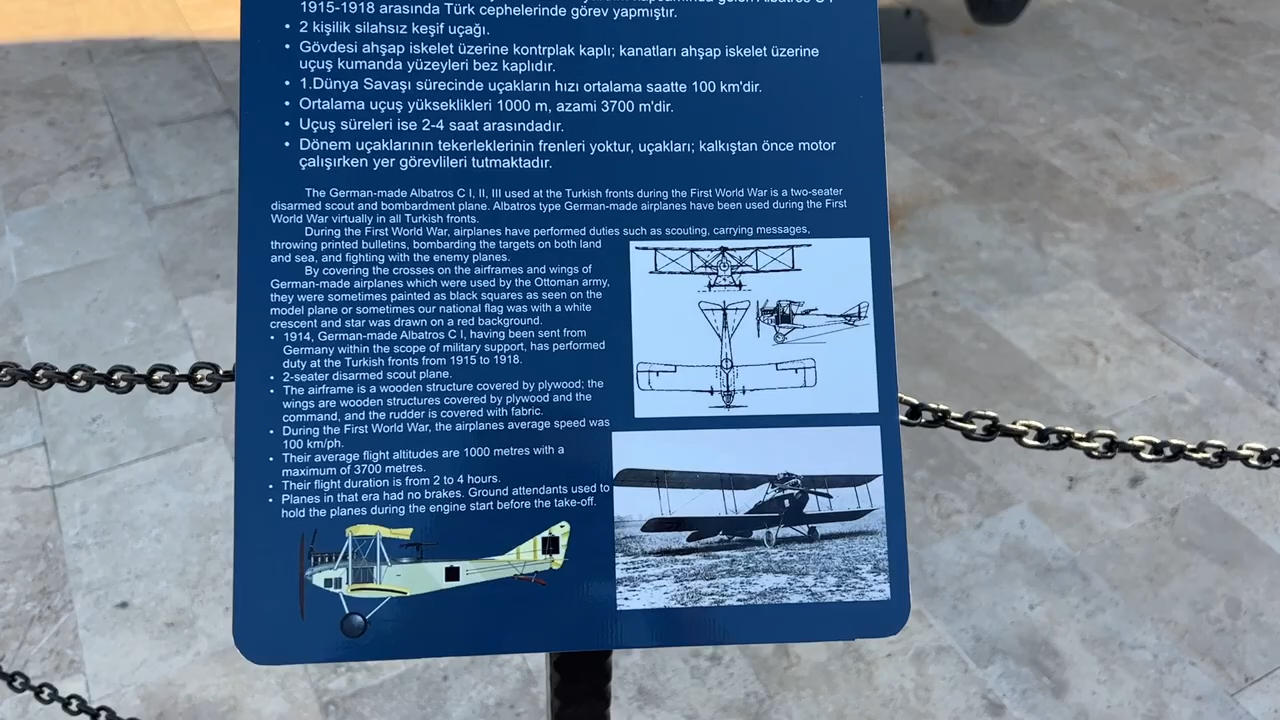 1915-1918 arasında Türk cephelerinde görev yapmıştır.
• 2 kişilik silahsız keşif uçağı.
• Gövdesi ahşap iskelet üzerine kontrplak kaplı; kanatları ahşap iskelet üzerine
uçuş kumanda yüzeyleri bez kaplıdır.
• 1.Dünya Savaşı sürecinde uçakların hızı ortalama saatte 100 km'dir.
• Ortalama uçuş yükseklikleri 1000 m, azami 3700 m'dir.
• Uçuş süreleri ise 2-4 saat arasındadır.
• Dönem uçaklarının tekerleklerinin frenleri yoktur, uçakları; kalkıştan önce motor
çalışırken yer görevlileri tutmaktadır.
The German-made Albatros C I, II, III used at the Turkish fronts during the First World War is a two-seater
disarmed scout and bombardment plane. Albatros type German-made airplanes have been used during the First
World War virtually in all Turkish fronts.
During the First World War, airplanes have performed duties such as scouting, carrying messages,
throwing printed bulletins, bombarding the targets on both land
and sea, and fighting with the enemy planes.
By covering the crosses on the airframes and wings of
German-made airplanes which were used by the Ottoman army,
they were sometimes painted as black squares as seen on the
model plane or sometimes our national flag was with a white
crescent and star was drawn on a red background.
• 1914, German-made Albatros C I, having been sent from
Germany within the scope of military support, has performed
duty at the Turkish fronts from 1915 to 1918.
• 2-seater disarmed scout plane.
• The airframe is a wooden structure covered by plywood; the
wings are wooden structures covered by plywood and the
command, and the rudder is covered with fabric.
• During the First World War, the airplanes average speed was
100 km/ph.
• Their average flight altitudes are 1000 metres with a
maximum of 3700 metres.
• Their flight duration is from 2 to 4 hours.
• Planes in that era had no brakes. Ground attendants used to
hold the planes during the engine start before the take-off.